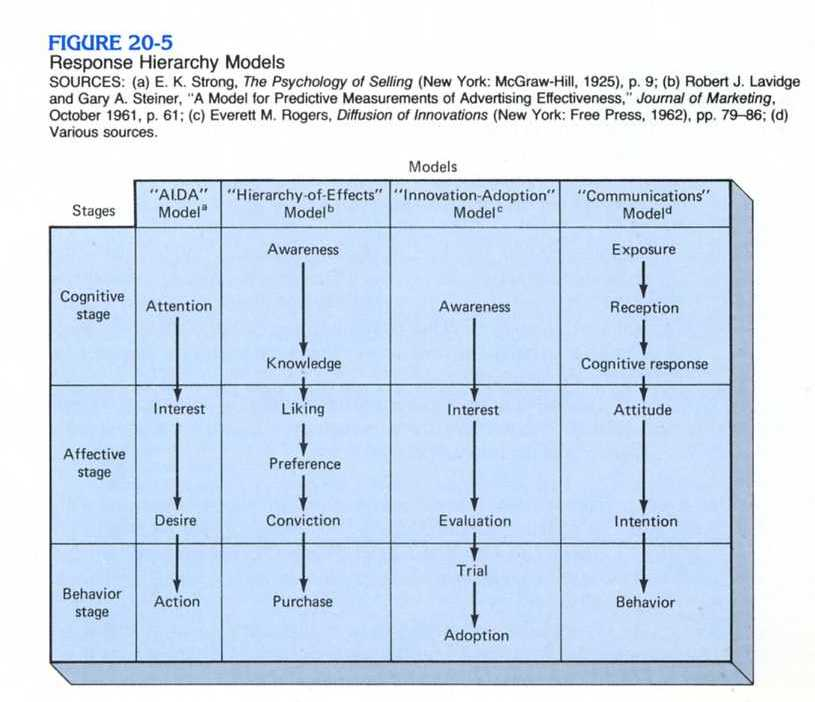 FIGURE 20-5
Response Hierarchy Models
SOURCES: (a) E. K. Strong, The Psychology of Selling (New York: McGraw-Hill, 1925), p. 9; (b) Robert J. Lavidge
and Gary A. Steiner, "A Model for Predictive Measurements of Advertising Effectiveness," Journal of Marketing,
October 1961, p. 61; (c) Everett M. Rogers, Diffusion of Innovations (New York: Free Press, 1962), pp. 79–86; (d)
Various sources.
Models
Stages
"AIDA"
Modelᵃ
"Hierarchy-of-Effects"
Modelᵇ
"Innovation-Adoption"
Modelᶜ
"Communications"
Modelᵈ
Cognitive
stage
Attention
Awareness
Knowledge
Awareness
Exposure
Reception
Cognitive response
Affective
stage
Interest
Desire
Liking
Preference
Conviction
Interest
Evaluation
Attitude
Intention
Behavior
stage
Action
Purchase
Trial
Adoption
Behavior